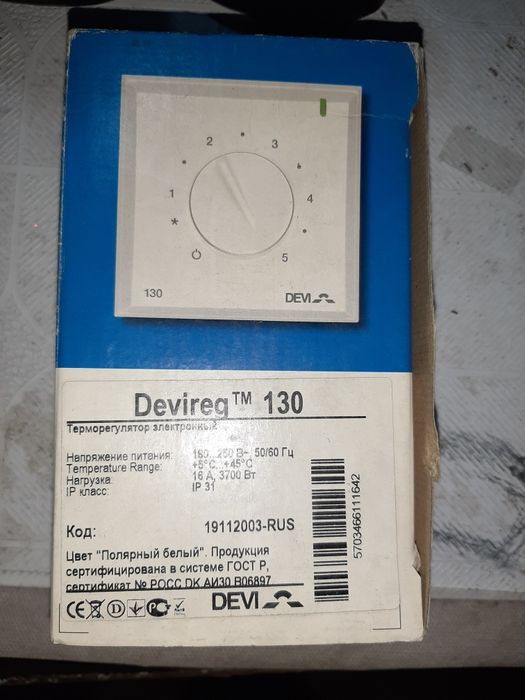 2
3
1
4
*
5
130
DEVI
Devireg™ 130
Терморегулятор электронный
Напряжение питания: 180...250 В~, 50/60 Гц
Temperature Range: +5°C...+45°C
Нагрузка: 16 А, 3700 Вт
IP класс: IP 31
Код: 19112003-RUS
Цвет "Полярный белый". Продукция
сертифицирована в системе ГОСТ Р,
сертификат № РОСС DK.АИ30.В06897
CE D DEVI
5703466111642